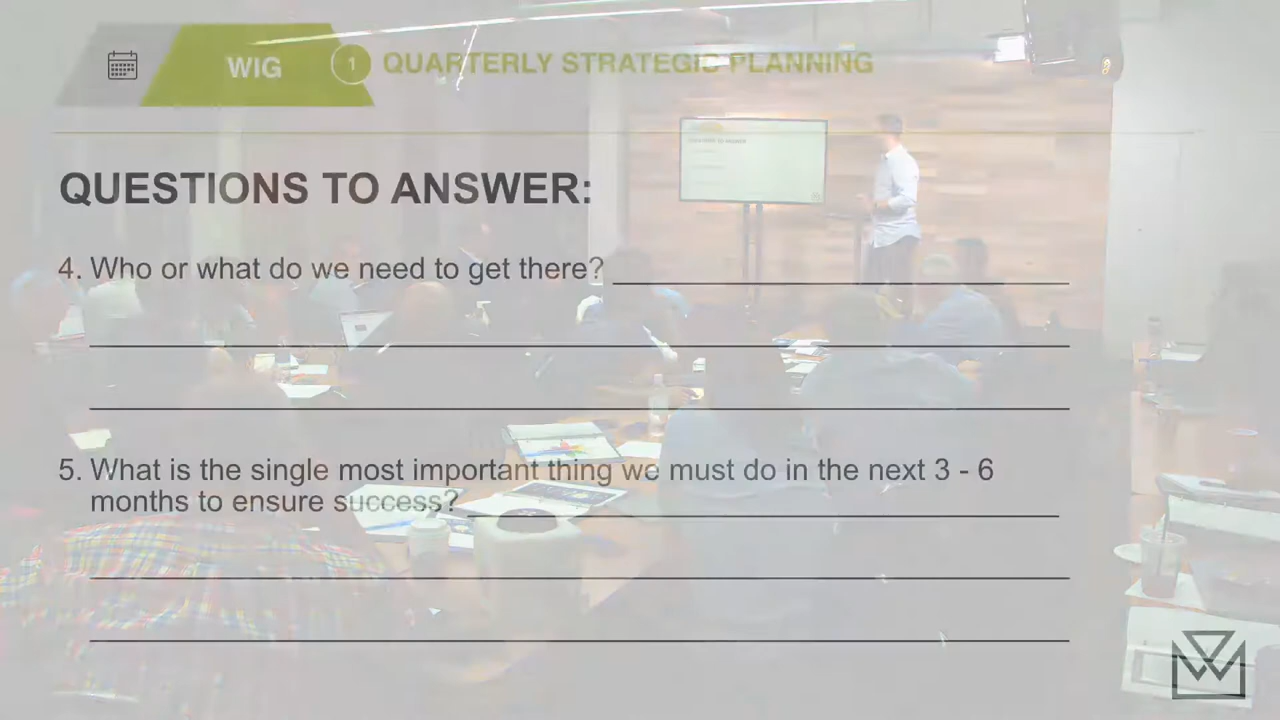 WIG 1 QUARTERLY STRATEGIC PLANNING
QUESTIONS TO ANSWER:
4. Who or what do we need to get there?
5. What is the single most important thing we must do in the next 3 - 6
months to ensure success?